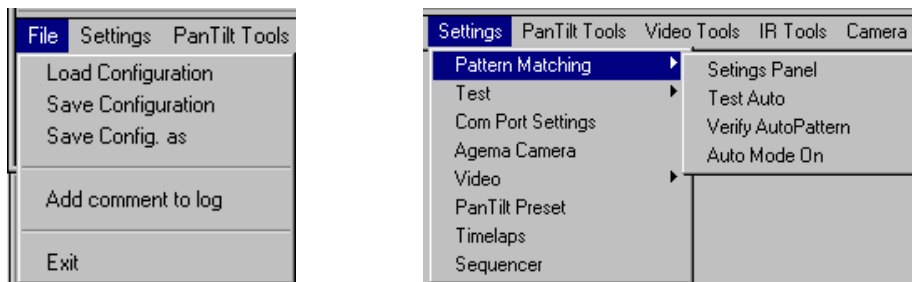 File Settings PanTilt Tools
Load Configuration
Save Configuration
Save Config. as
Add comment to log
Exit
Settings PanTilt Tools Video Tools IR Tools Camera
Pattern Matching
Test
Com Port Settings
Agema Camera
Video
PanTilt Preset
Timelaps
Sequencer
Setings Panel
Test Auto
Verify AutoPattern
Auto Mode On